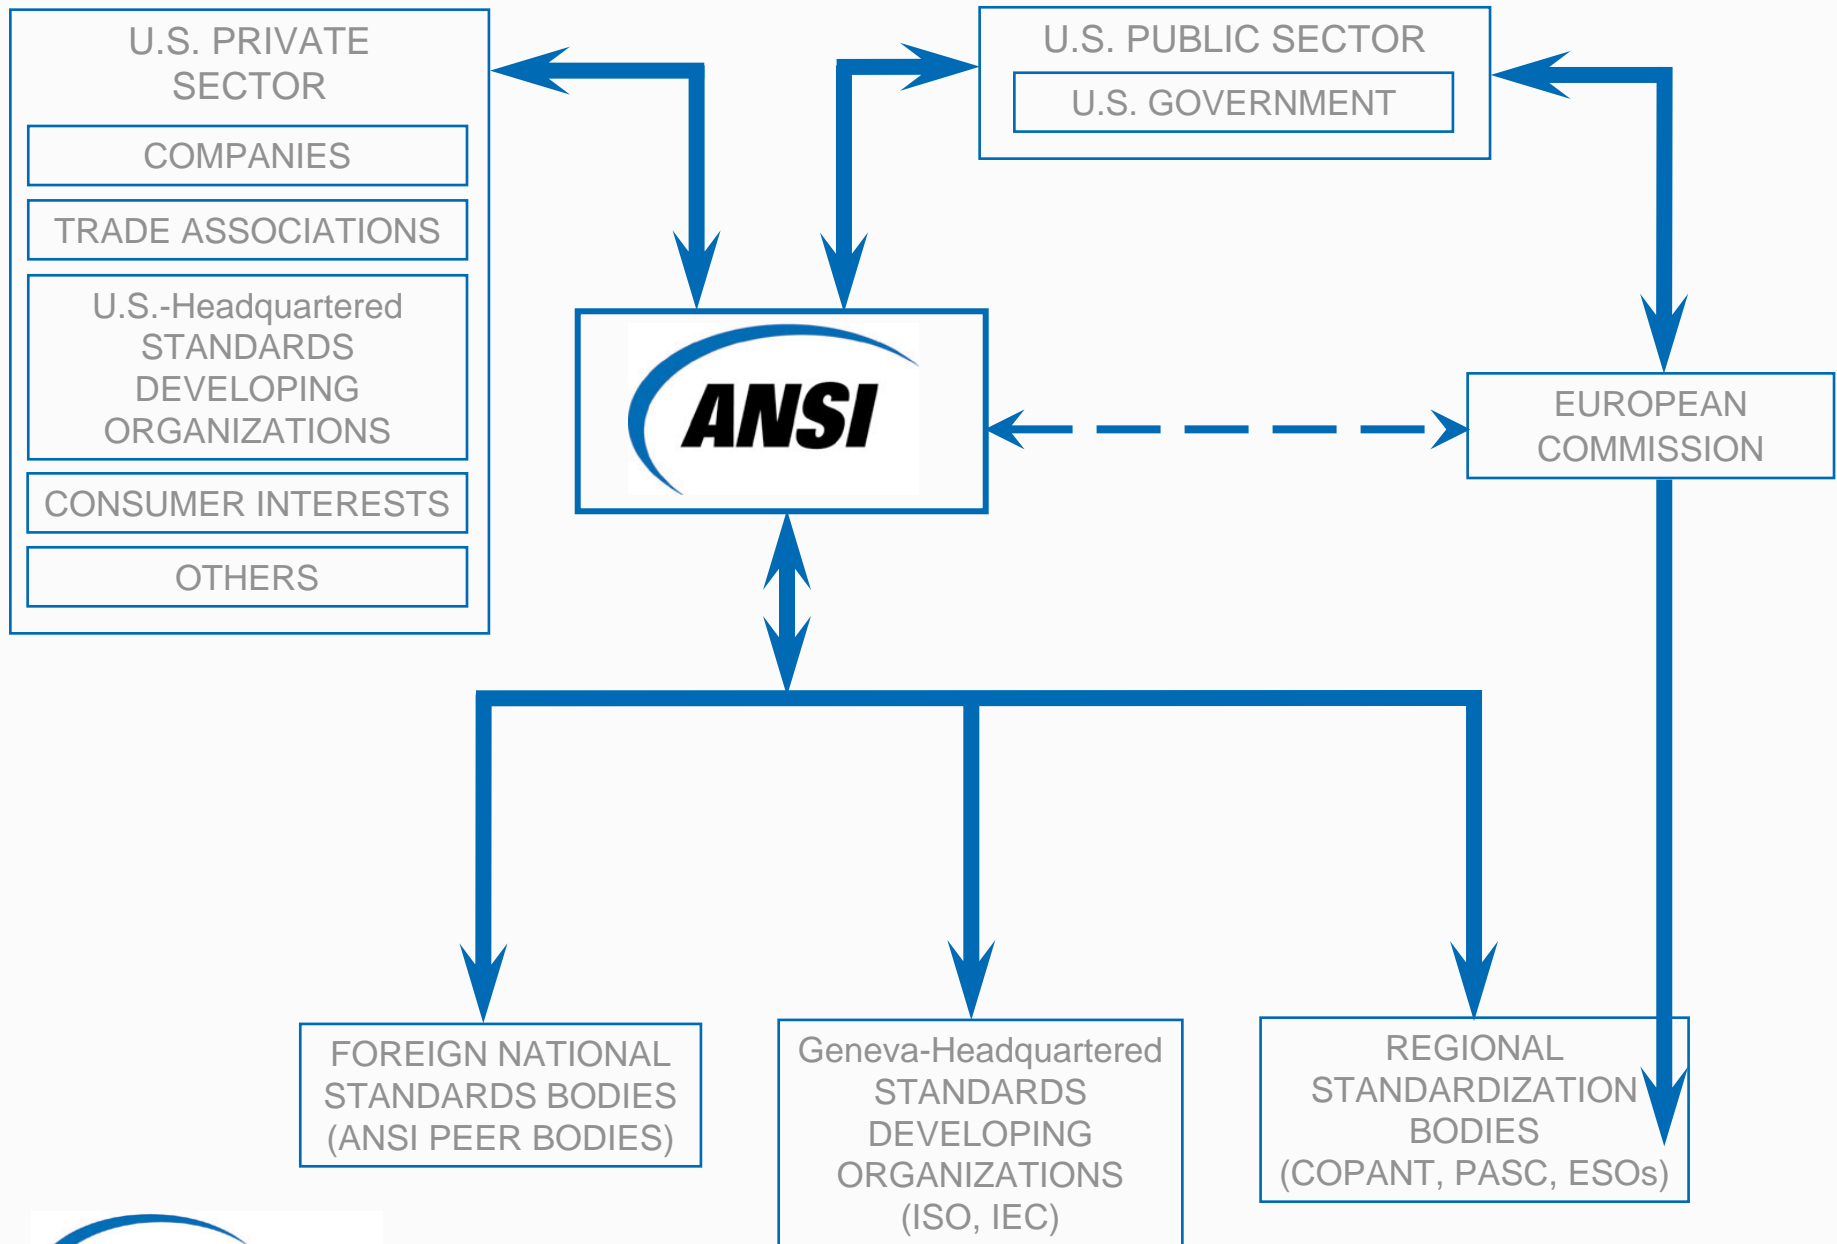 U.S. PRIVATE
SECTOR
COMPANIES
TRADE ASSOCIATIONS
U.S.-Headquartered
STANDARDS
DEVELOPING
ORGANIZATIONS
CONSUMER INTERESTS
OTHERS
U.S. PUBLIC SECTOR
U.S. GOVERNMENT
ANSI
EUROPEAN
COMMISSION
FOREIGN NATIONAL
STANDARDS BODIES
(ANSI PEER BODIES)
Geneva-Headquartered
STANDARDS
DEVELOPING
ORGANIZATIONS
(ISO, IEC)
REGIONAL
STANDARDIZATION
BODIES
(COPANT, PASC, ESOs)